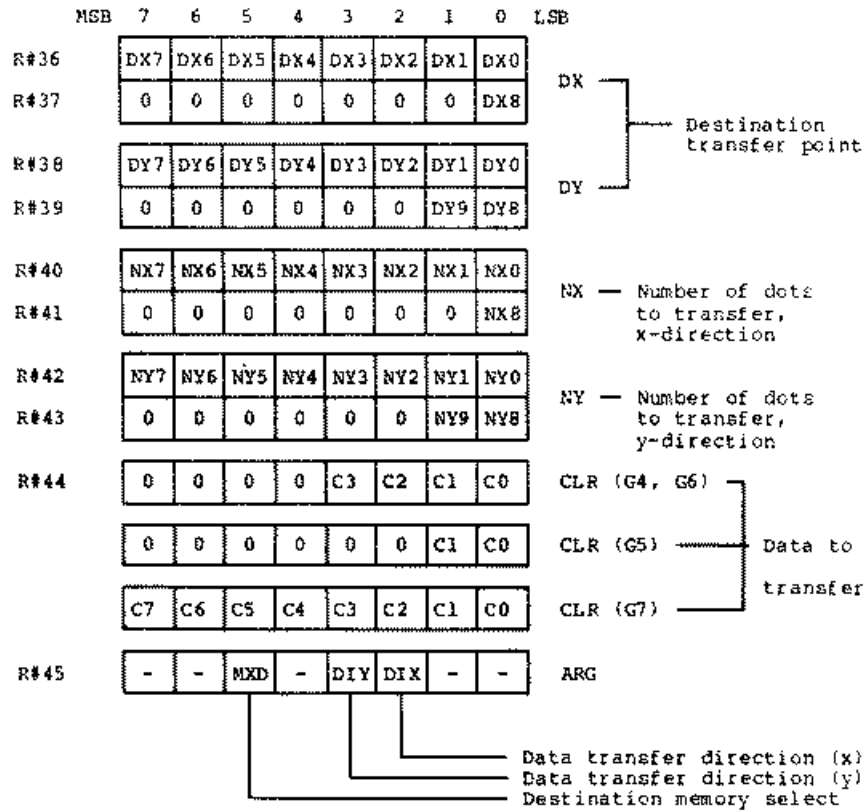 MSB 7 6 5 4 3 2 1 0 LSB
R#36 DX7 DX6 DX5 DX4 DX3 DX2 DX1 DX0
R#37 0 0 0 0 0 0 0 DX8
DX
DY
Destination
transfer point
R#38 DY7 DY6 DY5 DY4 DY3 DY2 DY1 DY0
R#39 0 0 0 0 0 0 DY9 DY8
R#40 NX7 NX6 NX5 NX4 NX3 NX2 NX1 NX0
R#41 0 0 0 0 0 0 0 NX8
NX — Number of dots
to transfer,
x-direction
R#42 NY7 NY6 NY5 NY4 NY3 NY2 NY1 NY0
R#43 0 0 0 0 0 0 NY9 NY8
NY — Number of dots
to transfer,
y-direction
R#44 0 0 0 0 C3 C2 C1 C0 CLR (G4, G6)
0 0 0 0 0 0 C1 C0 CLR (G5)
Data to
transfer
C7 C6 C5 C4 C3 C2 C1 C0 CLR (G7)
R#45 - - MXD - DIY DIX - - ARG
Data transfer direction (x)
Data transfer direction (y)
Destination memory select